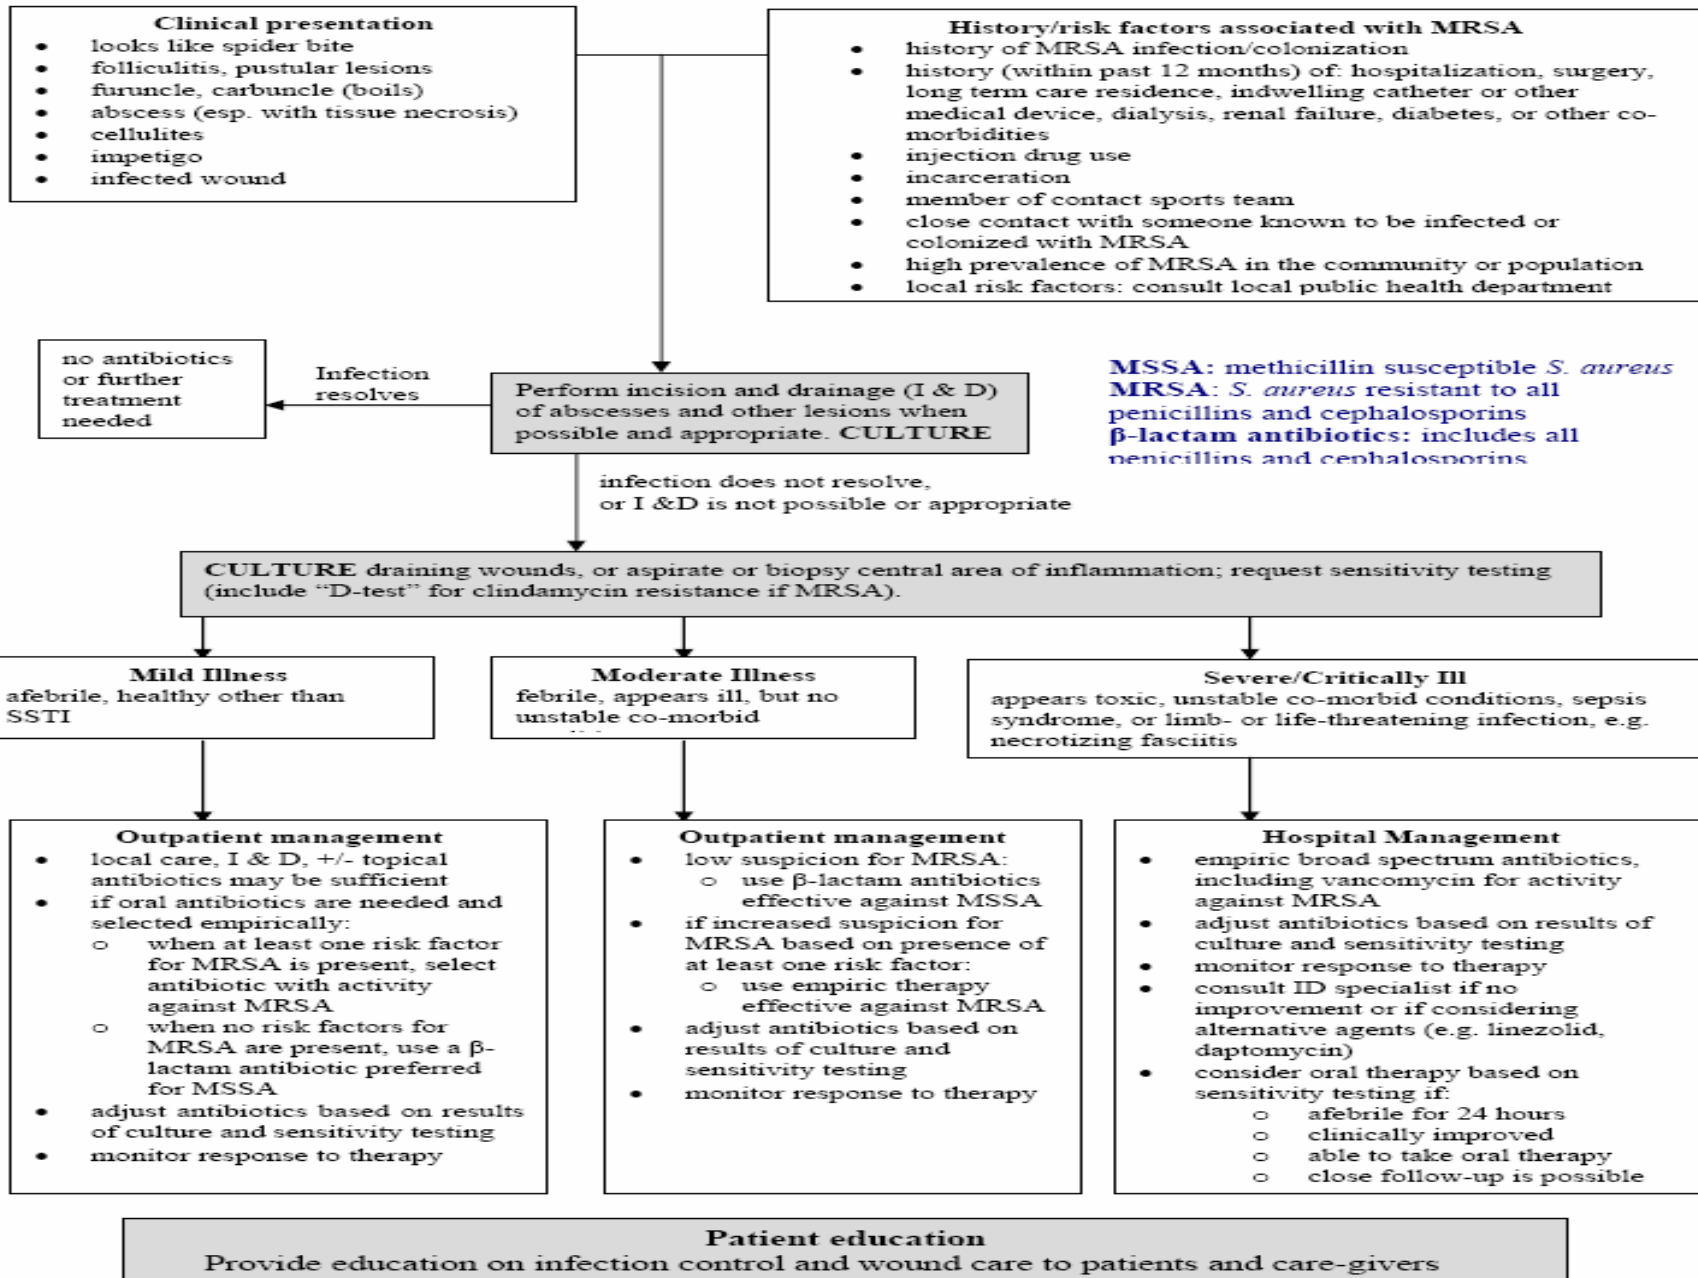 Clinical presentation
• looks like spider bite
• folliculitis, pustular lesions
• furuncle, carbuncle (boils)
• abscess (esp. with tissue necrosis)
• cellulites
• impetigo
• infected wound
History/risk factors associated with MRSA
• history of MRSA infection/colonization
• history (within past 12 months) of: hospitalization, surgery,
long term care residence, indwelling catheter or other
medical device, dialysis, renal failure, diabetes, or other co-
morbidities
• injection drug use
• incarceration
• member of contact sports team
• close contact with someone known to be infected or
colonized with MRSA
• high prevalence of MRSA in the community or population
• local risk factors: consult local public health department
no antibiotics
or further
treatment
needed
Infection
resolves
Perform incision and drainage (I & D)
of abscesses and other lesions when
possible and appropriate. CULTURE
MSSA: methicillin susceptible S. aureus
MRSA: S. aureus resistant to all
penicillins and cephalosporins
β-lactam antibiotics: includes all
penicillins and cephalosporins
infection does not resolve,
or I &D is not possible or appropriate
CULTURE draining wounds, or aspirate or biopsy central area of inflammation; request sensitivity testing
(include “D-test” for clindamycin resistance if MRSA).
Mild Illness
afebrile, healthy other than
SSTI
Moderate Illness
febrile, appears ill, but no
unstable co-morbid
Severe/Critically Ill
appears toxic, unstable co-morbid conditions, sepsis
syndrome, or limb- or life-threatening infection, e.g.
necrotizing fasciitis
Outpatient management
• local care, I & D, +/- topical
antibiotics may be sufficient
• if oral antibiotics are needed and
selected empirically:
o when at least one risk factor
for MRSA is present, select
antibiotic with activity
against MRSA
o when no risk factors for
MRSA are present, use a β-
lactam antibiotic preferred
for MSSA
• adjust antibiotics based on results
of culture and sensitivity testing
• monitor response to therapy
Outpatient management
• low suspicion for MRSA:
o use β-lactam antibiotics
effective against MSSA
• if increased suspicion for
MRSA based on presence of
at least one risk factor:
o use empiric therapy
effective against MRSA
• adjust antibiotics based on
results of culture and
sensitivity testing
• monitor response to therapy
Hospital Management
• empiric broad spectrum antibiotics,
including vancomycin for activity
against MRSA
• adjust antibiotics based on results of
culture and sensitivity testing
• monitor response to therapy
• consult ID specialist if no
improvement or if considering
alternative agents (e.g. linezolid,
daptomycin)
• consider oral therapy based on
sensitivity testing if:
o afebrile for 24 hours
o clinically improved
o able to take oral therapy
o close follow-up is possible
Patient education
Provide education on infection control and wound care to patients and care-givers